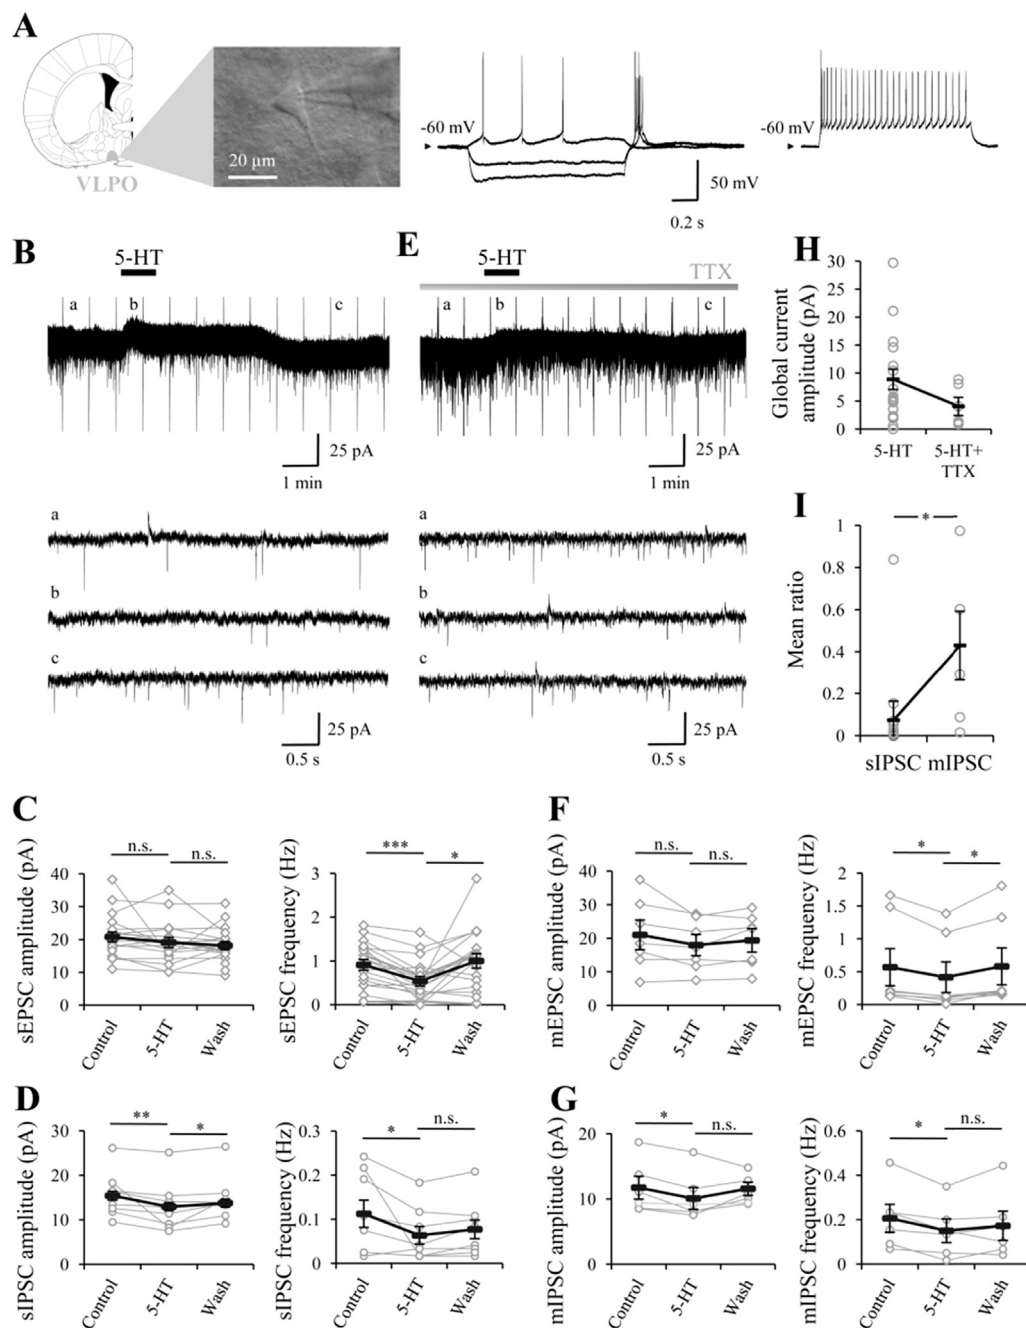 A
VLPO
20 µm
-60 mV
50 mV
0.2 s
-60 mV
B
5-HT
a
b
c
25 pA
1 min
a
b
c
25 pA
0.5 s
E
5-HT
TTX
a
b
c
25 pA
1 min
a
b
c
25 pA
0.5 s
H
Global current
amplitude (pA)
30
25
20
15
10
5
0
5-HT
5-HT+
TTX
I
*
Mean ratio
1
0.8
0.6
0.4
0.2
0
sIPSC mIPSC
C
sEPSC amplitude (pA)
n.s.
n.s.
40
30
20
10
0
Control
5-HT
Wash
sEPSC frequency (Hz)
***
*
3
2
1
0
Control
5-HT
Wash
F
mEPSC amplitude (pA)
n.s.
n.s.
40
30
20
10
0
Control
5-HT
Wash
mEPSC frequency (Hz)
*
*
2
1.5
1
0.5
0
Control
5-HT
Wash
D
sIPSC amplitude (pA)
**
*
30
20
10
0
Control
5-HT
Wash
sIPSC frequency (Hz)
*
n.s.
0.3
0.2
0.1
0
Control
5-HT
Wash
G
mIPSC amplitude (pA)
*
n.s.
20
10
0
Control
5-HT
Wash
mIPSC frequency (Hz)
*
n.s.
0.6
0.4
0.2
0
Control
5-HT
Wash